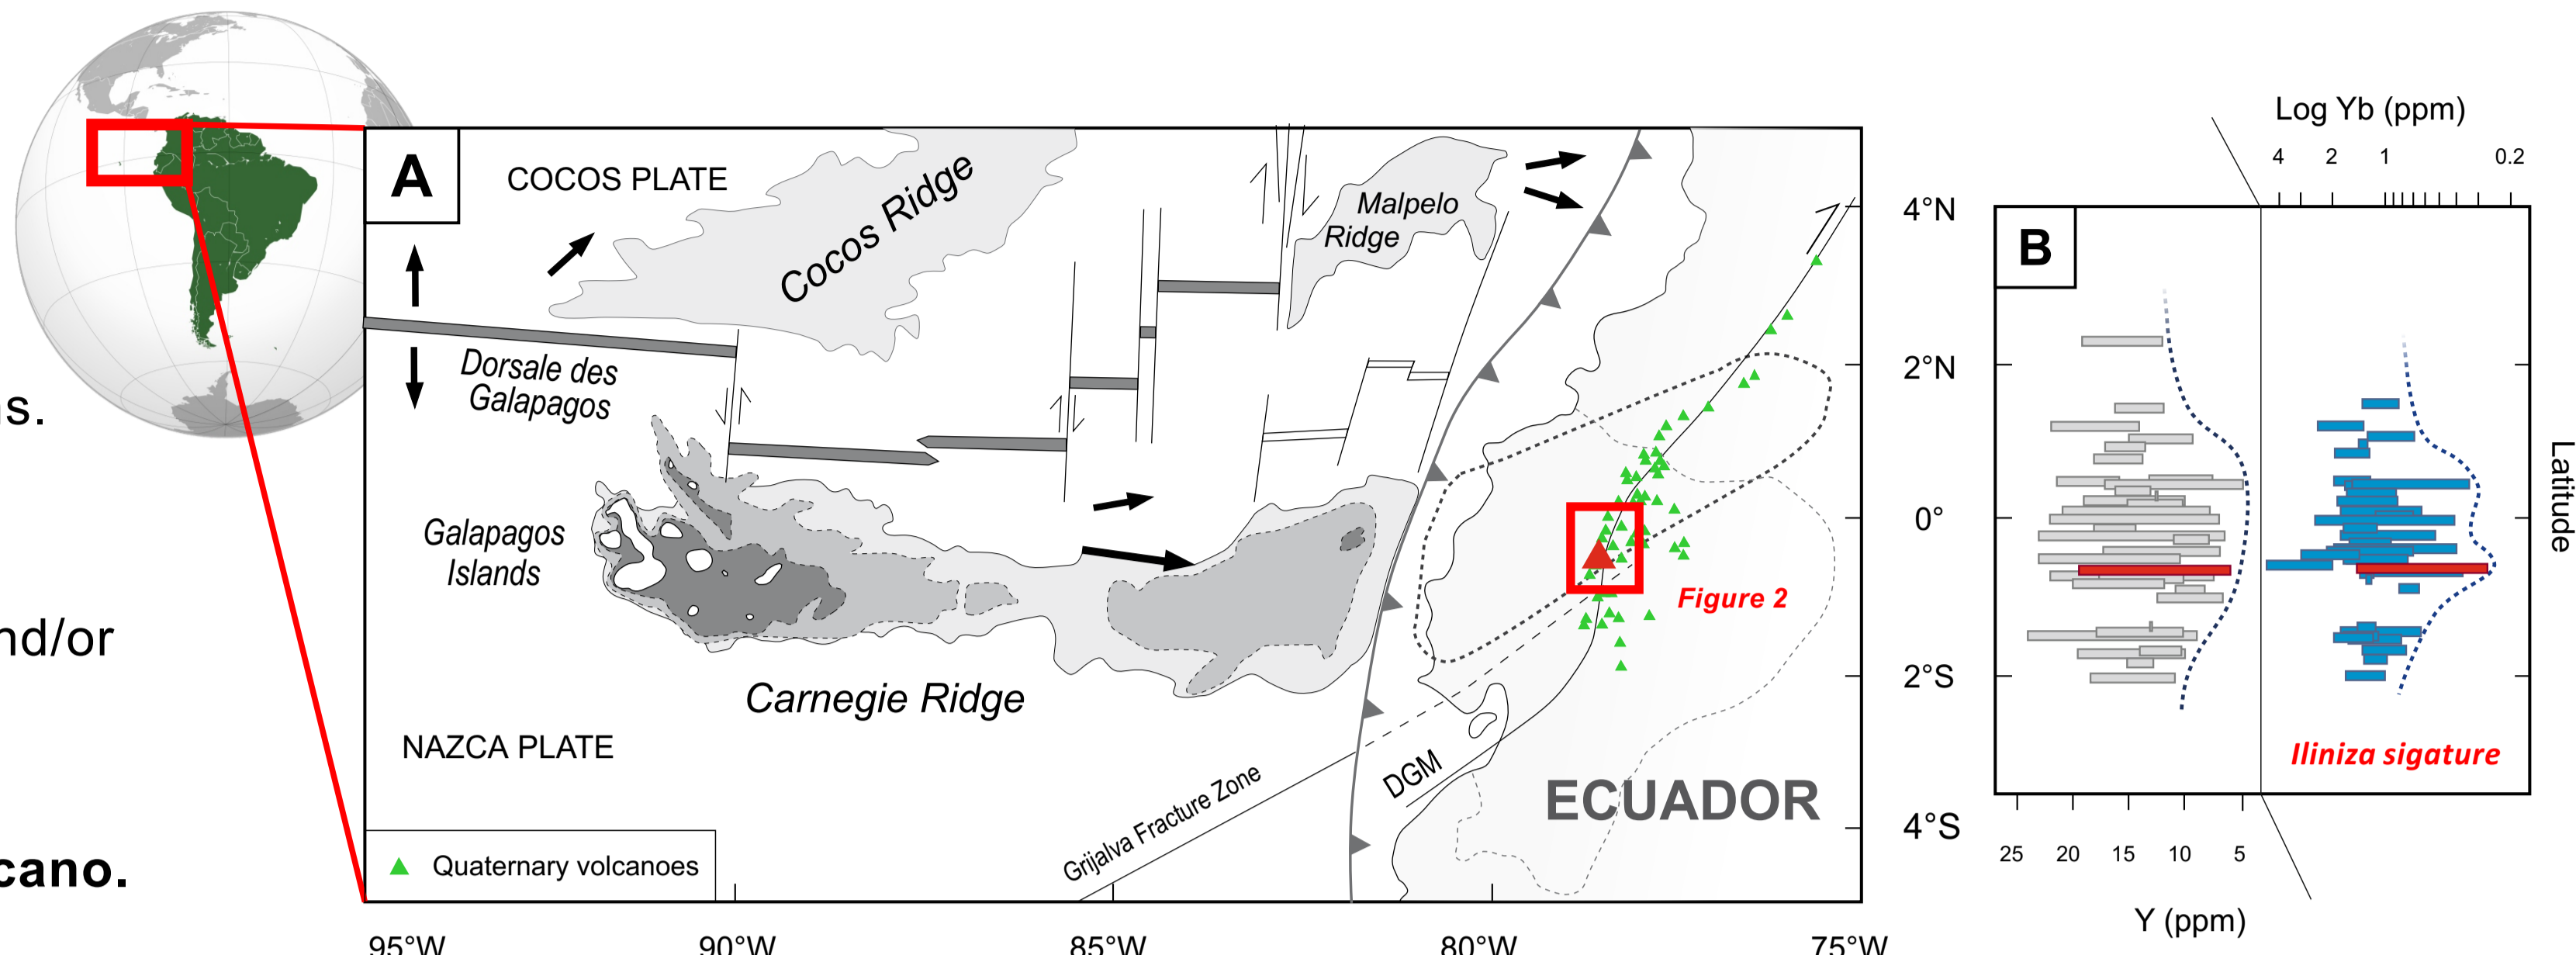 ns.
nd/or
cano.
A
COCOS PLATE
Cocos Ridge
Malpelo
Ridge
Dorsale des
Galapagos
Galapagos
Islands
Carnegie Ridge
NAZCA PLATE
Grijalva Fracture Zone
DGM
ECUADOR
Figure 2
Quaternary volcanoes
95°W
90°W
85°W
80°W
75°W
4°N
2°N
0°
2°S
4°S
Log Yb (ppm)
4 2 1 0.2
B
Latitude
Iliniza sigature
25 20 15 10 5
Y (ppm)